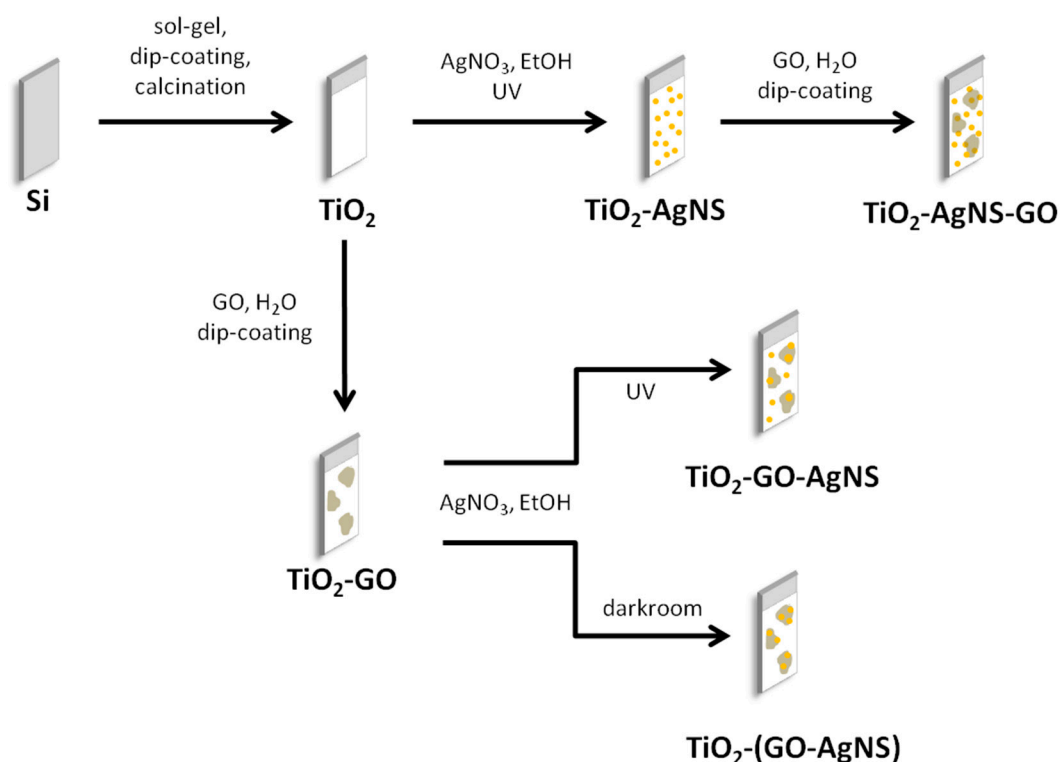 sol-gel,
dip-coating,
calcination
AgNO₃, EtOH
UV
GO, H₂O
dip-coating
Si
TiO₂
TiO₂-AgNS
TiO₂-AgNS-GO
GO, H₂O
dip-coating
UV
TiO₂-GO-AgNS
AgNO₃, EtOH
TiO₂-GO
darkroom
TiO₂-(GO-AgNS)